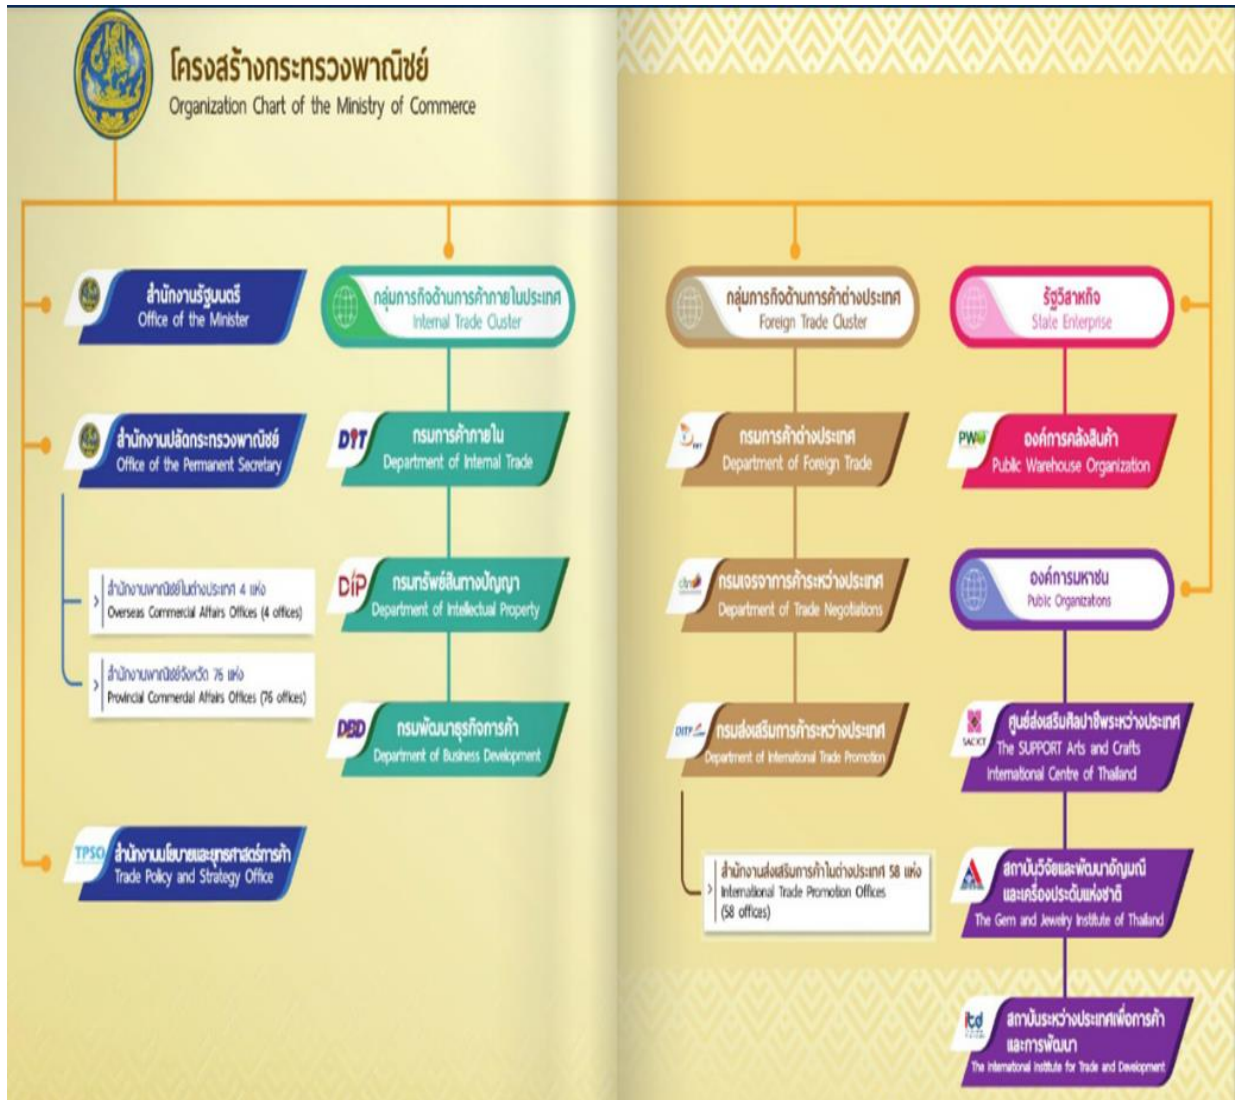 โครงสร้างกระทรวงพาณิชย์
Organization Chart of the Ministry of Commerce
สำนักงานรัฐมนตรี
Office of the Minister
สำนักงานปลัดกระทรวงพาณิชย์
Office of the Permanent Secretary
สำนักงานพาณิชย์ในต่างประเทศ 4 แห่ง
Overseas Commercial Affairs Offices (4 offices)
สำนักงานพาณิชย์จังหวัด 76 แห่ง
Provincial Commercial Affairs Offices (76 offices)
TPSO
สำนักงานนโยบายและยุทธศาสตร์การค้า
Trade Policy and Strategy Office
กลุ่มภารกิจด้านการค้าภายในประเทศ
Internal Trade Cluster
DIT
กรมการค้าภายใน
Department of Internal Trade
DIP
กรมทรัพย์สินทางปัญญา
Department of Intellectual Property
DBD
กรมพัฒนาธุรกิจการค้า
Department of Business Development
กลุ่มภารกิจด้านการค้าต่างประเทศ
Foreign Trade Cluster
กรมการค้าต่างประเทศ
Department of Foreign Trade
กรมเจรจาการค้าระหว่างประเทศ
Department of Trade Negotiations
DITP
กรมส่งเสริมการค้าระหว่างประเทศ
Department of International Trade Promotion
สำนักงานส่งเสริมการค้าในต่างประเทศ 58 แห่ง
International Trade Promotion Offices
(58 offices)
รัฐวิสาหกิจ
State Enterprise
PWO
องค์การคลังสินค้า
Public Warehouse Organization
องค์การมหาชน
Public Organizations
SACICT
ศูนย์ส่งเสริมศิลปาชีพระหว่างประเทศ
The SUPPORT Arts and Crafts
International Centre of Thailand
สถาบันวิจัยและพัฒนาอัญมณี
และเครื่องประดับแห่งชาติ
The Gem and Jewelry Institute of Thailand
itd
สถาบันระหว่างประเทศเพื่อการค้า
และการพัฒนา
The International Institute for Trade and Development